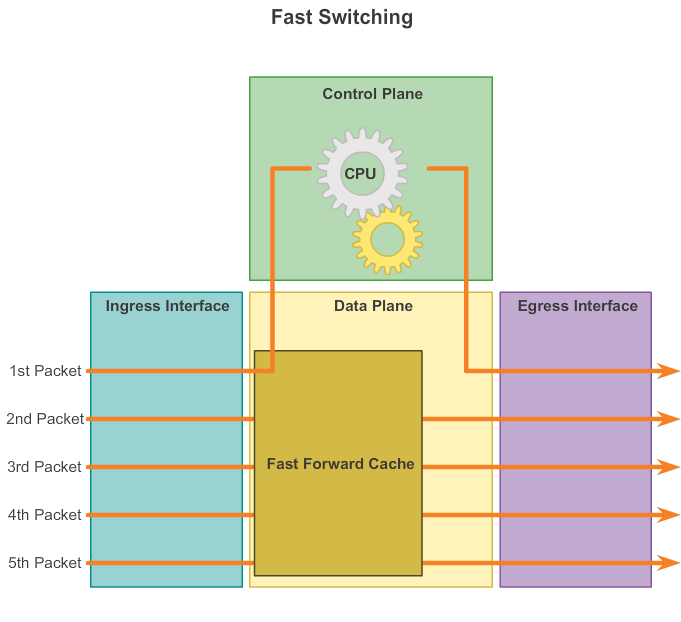 Fast Switching
Control Plane
CPU
Ingress Interface
Data Plane
Egress Interface
1st Packet
2nd Packet
3rd Packet
Fast Forward Cache
4th Packet
5th Packet